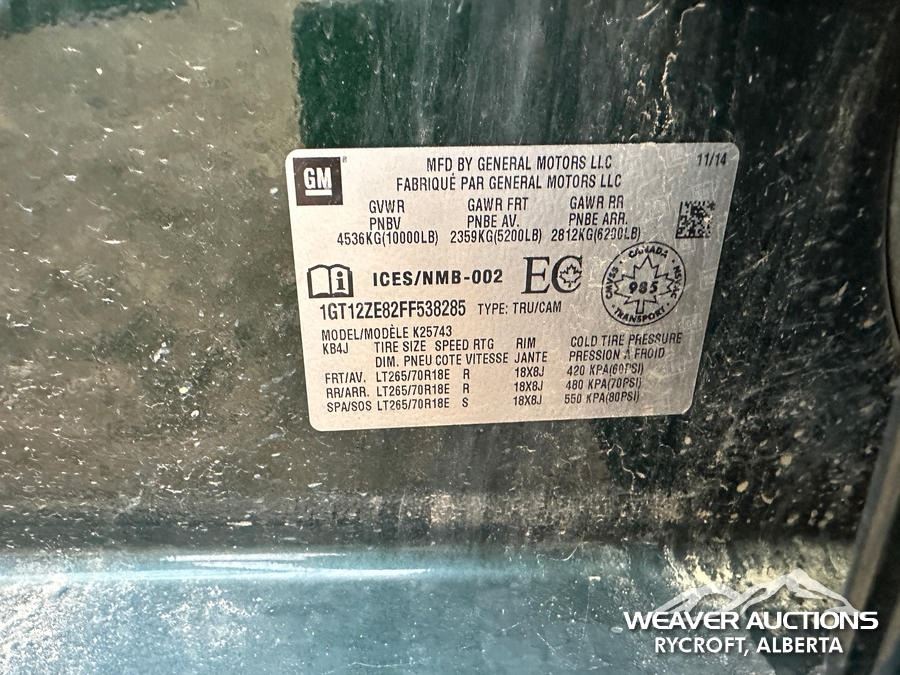 GM
MFD BY GENERAL MOTORS LLC 11/14
FABRIQUÉ PAR GENERAL MOTORS LLC
GVWR GAWR FRT GAWR RR
PNBV PNBE AV. PNBE ARR.
4536KG(10000LB) 2359KG(5200LB) 2812KG(6200LB)
ICES/NMB-002 EC
CANADA
985
TRANSPORT
1GT12ZE82FF538285 TYPE: TRU/CAM
MODEL/MODÈLE K25743
KB4J TIRE SIZE SPEED RTG RIM COLD TIRE PRESSURE
DIM. PNEU COTE VITESSE JANTE PRESSION À FROID
FRT/AV. LT265/70R18E R 18X8J 420 KPA(60PSI)
RR/ARR. LT265/70R18E R 18X8J 480 KPA(70PSI)
SPA/SOS LT265/70R18E S 18X8J 550 KPA(80PSI)
WEAVER AUCTIONS
RYCROFT, ALBERTA